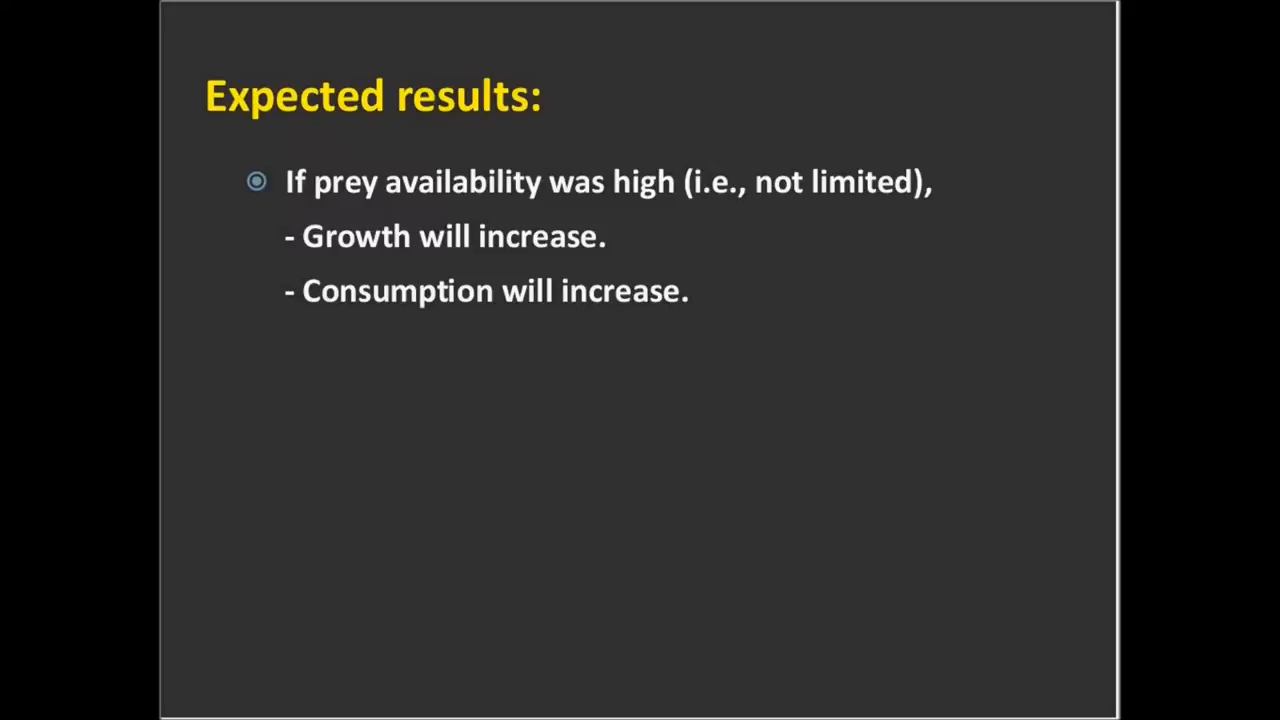 Expected results:
If prey availability was high (i.e., not limited),
- Growth will increase.
- Consumption will increase.